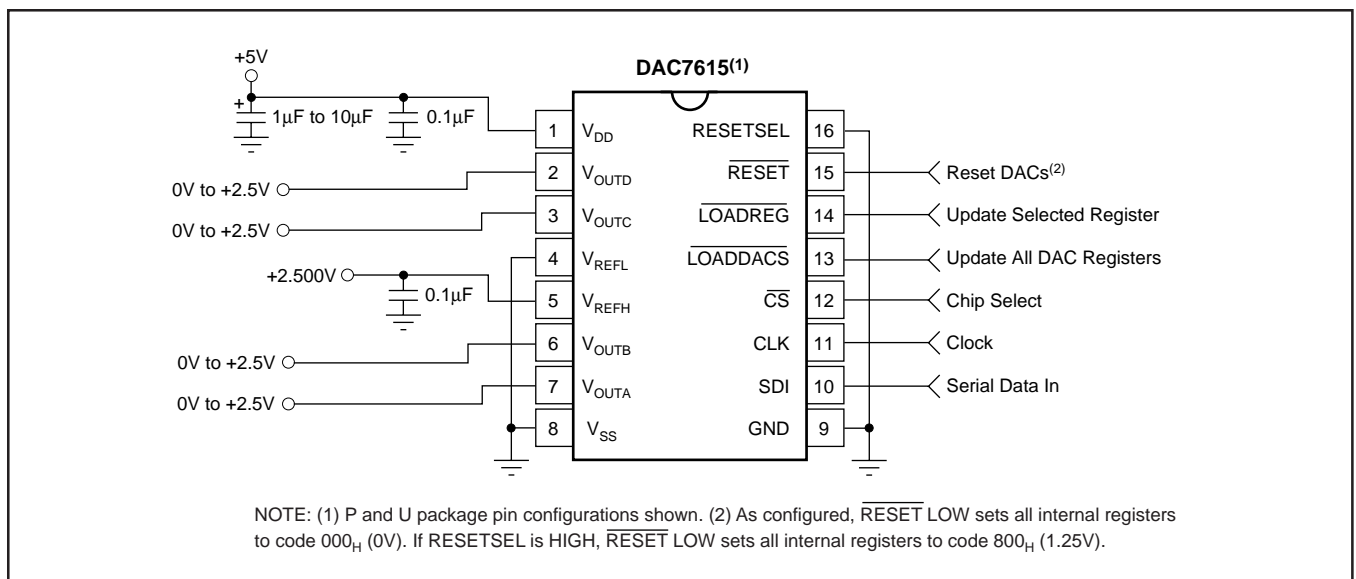 +5V
DAC7615(1)
+
1µF to 10µF
0.1µF
0V to +2.5V
0V to +2.5V
+2.500V
0.1µF
0V to +2.5V
0V to +2.5V
1 VDD
2 VOUTD
3 VOUTC
4 VREFL
5 VREFH
6 VOUTB
7 VOUTA
8 VSS
RESETSEL 16
RESET 15 Reset DACs(2)
LOADREG 14 Update Selected Register
LOADDACS 13 Update All DAC Registers
CS 12 Chip Select
CLK 11 Clock
SDI 10 Serial Data In
GND 9
NOTE: (1) P and U package pin configurations shown. (2) As configured, RESET LOW sets all internal registers
to code 000H (0V). If RESETSEL is HIGH, RESET LOW sets all internal registers to code 800H (1.25V).